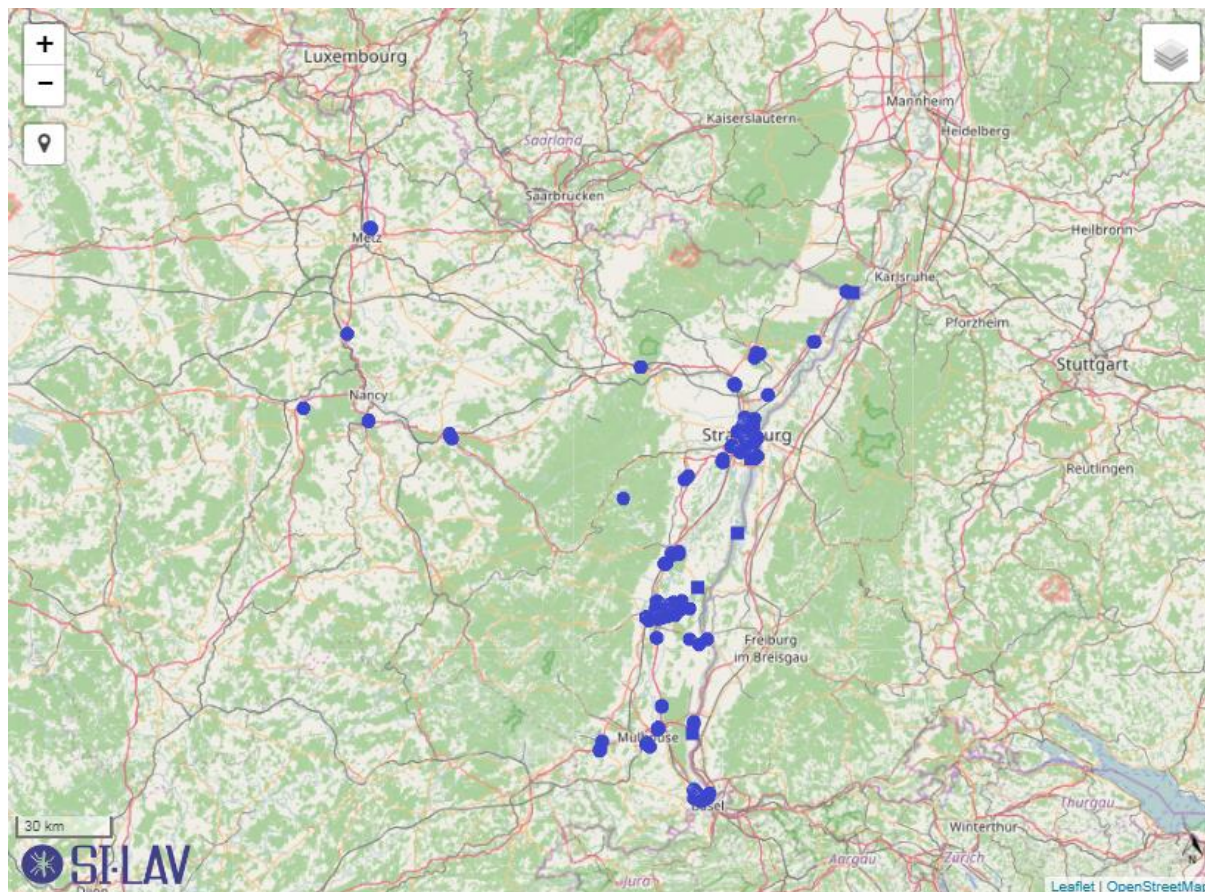 +
Luxembourg
−
Mannheim
Kaiserslautern
Heidelberg
Saarland
Saarbrücken
Heilbronn
Metz
Karlsruhe
Pforzheim
Stuttgart
Nancy
Reutlingen
Freiburg
im Breisgau
Basel
30 km
Thurgau
Winterthur
SI-LAV
Aargau
Zürich
Jura
N
Leaflet | OpenStreetMap